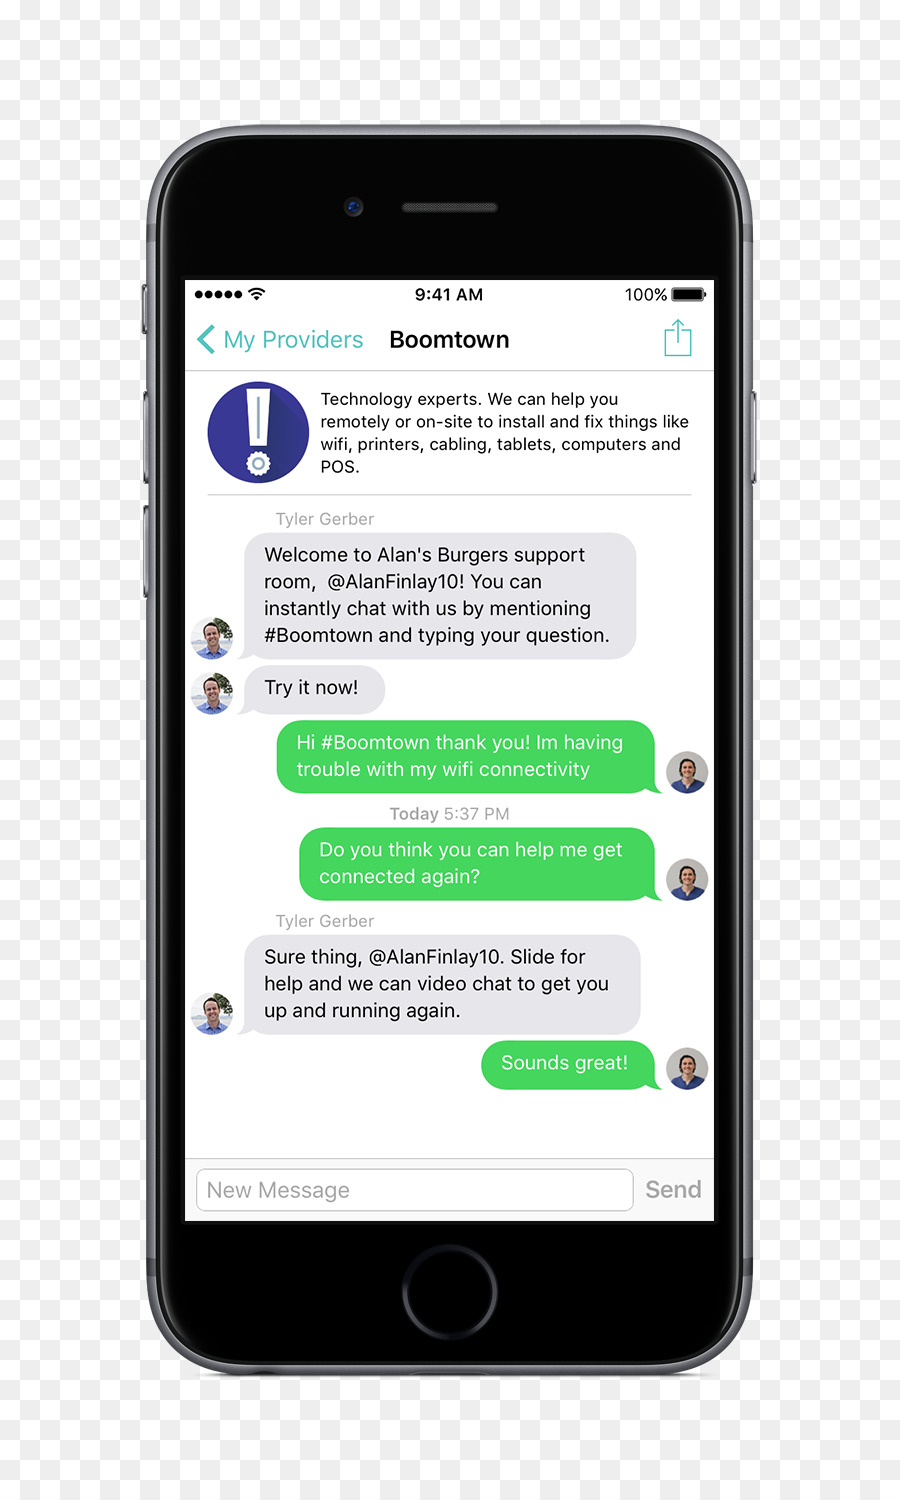 9:41 AM
100%
My Providers
Boomtown
Technology experts. We can help you
remotely or on-site to install and fix things like
wifi, printers, cabling, tablets, computers and
POS.
Tyler Gerber
Welcome to Alan's Burgers support
room,  @AlanFinlay10! You can
instantly chat with us by mentioning
#Boomtown and typing your question.
Try it now!
Hi #Boomtown thank you! Im having
trouble with my wifi connectivity
Today 5:37 PM
Do you think you can help me get
connected again?
Tyler Gerber
Sure thing, @AlanFinlay10. Slide for
help and we can video chat to get you
up and running again.
Sounds great!
New Message
Send